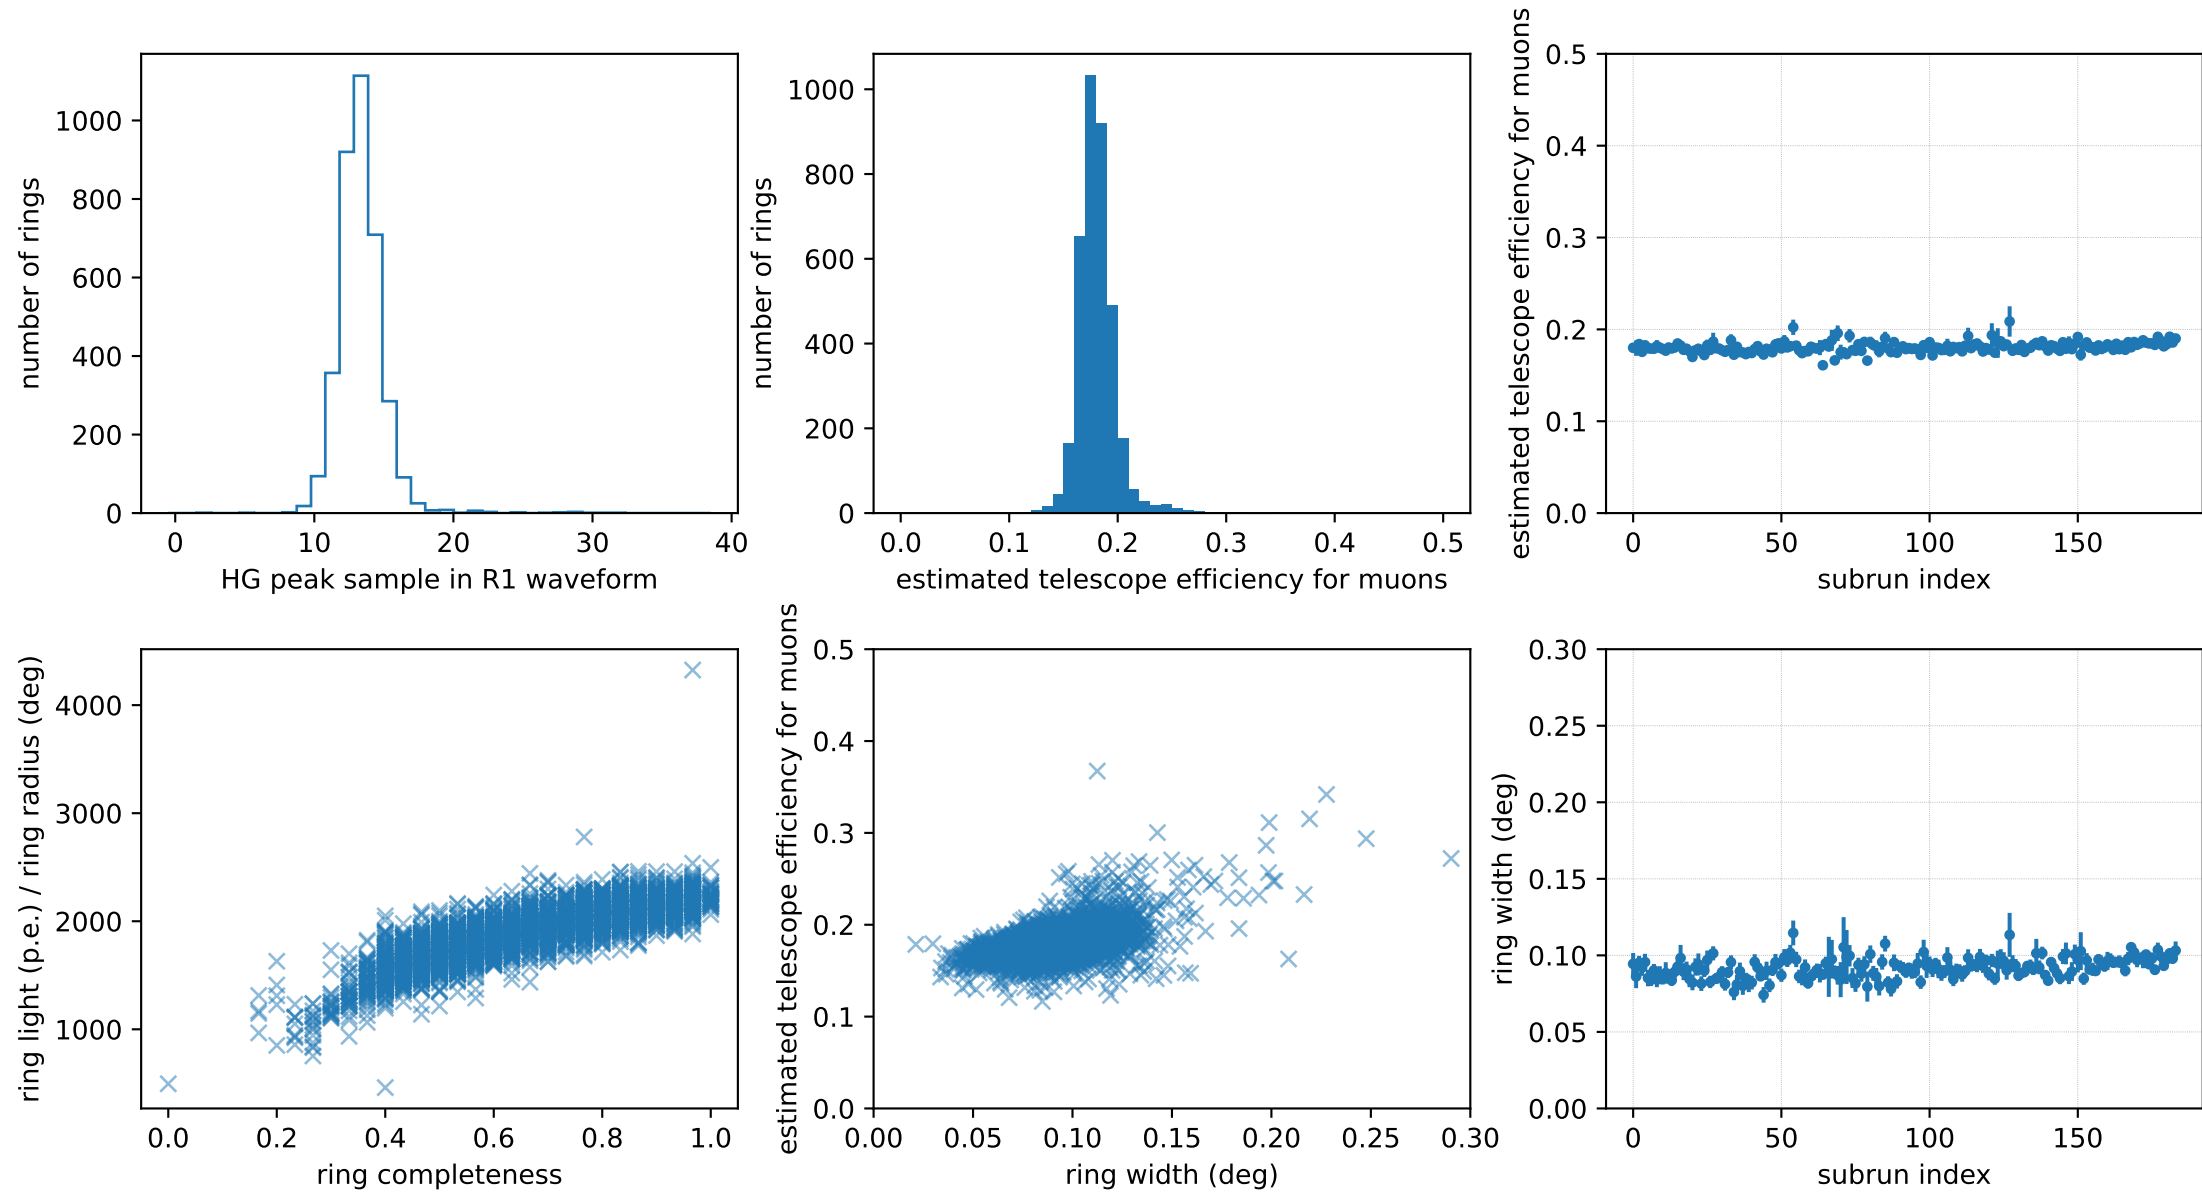 number of rings
1000
800
600
400
200
0
0 10 20 30 40
HG peak sample in R1 waveform
number of rings
1000
800
600
400
200
0
0.0 0.1 0.2 0.3 0.4 0.5
estimated telescope efficiency for muons
estimated telescope efficiency for muons
0.5
0.4
0.3
0.2
0.1
0.0
0 50 100 150
subrun index
ring light (p.e.) / ring radius (deg)
4000
3000
2000
1000
0.0 0.2 0.4 0.6 0.8 1.0
ring completeness
estimated telescope efficiency for muons
0.5
0.4
0.3
0.2
0.1
0.0
0.00 0.05 0.10 0.15 0.20 0.25 0.30
ring width (deg)
ring width (deg)
0.30
0.25
0.20
0.15
0.10
0.05
0.00
0 50 100 150
subrun index